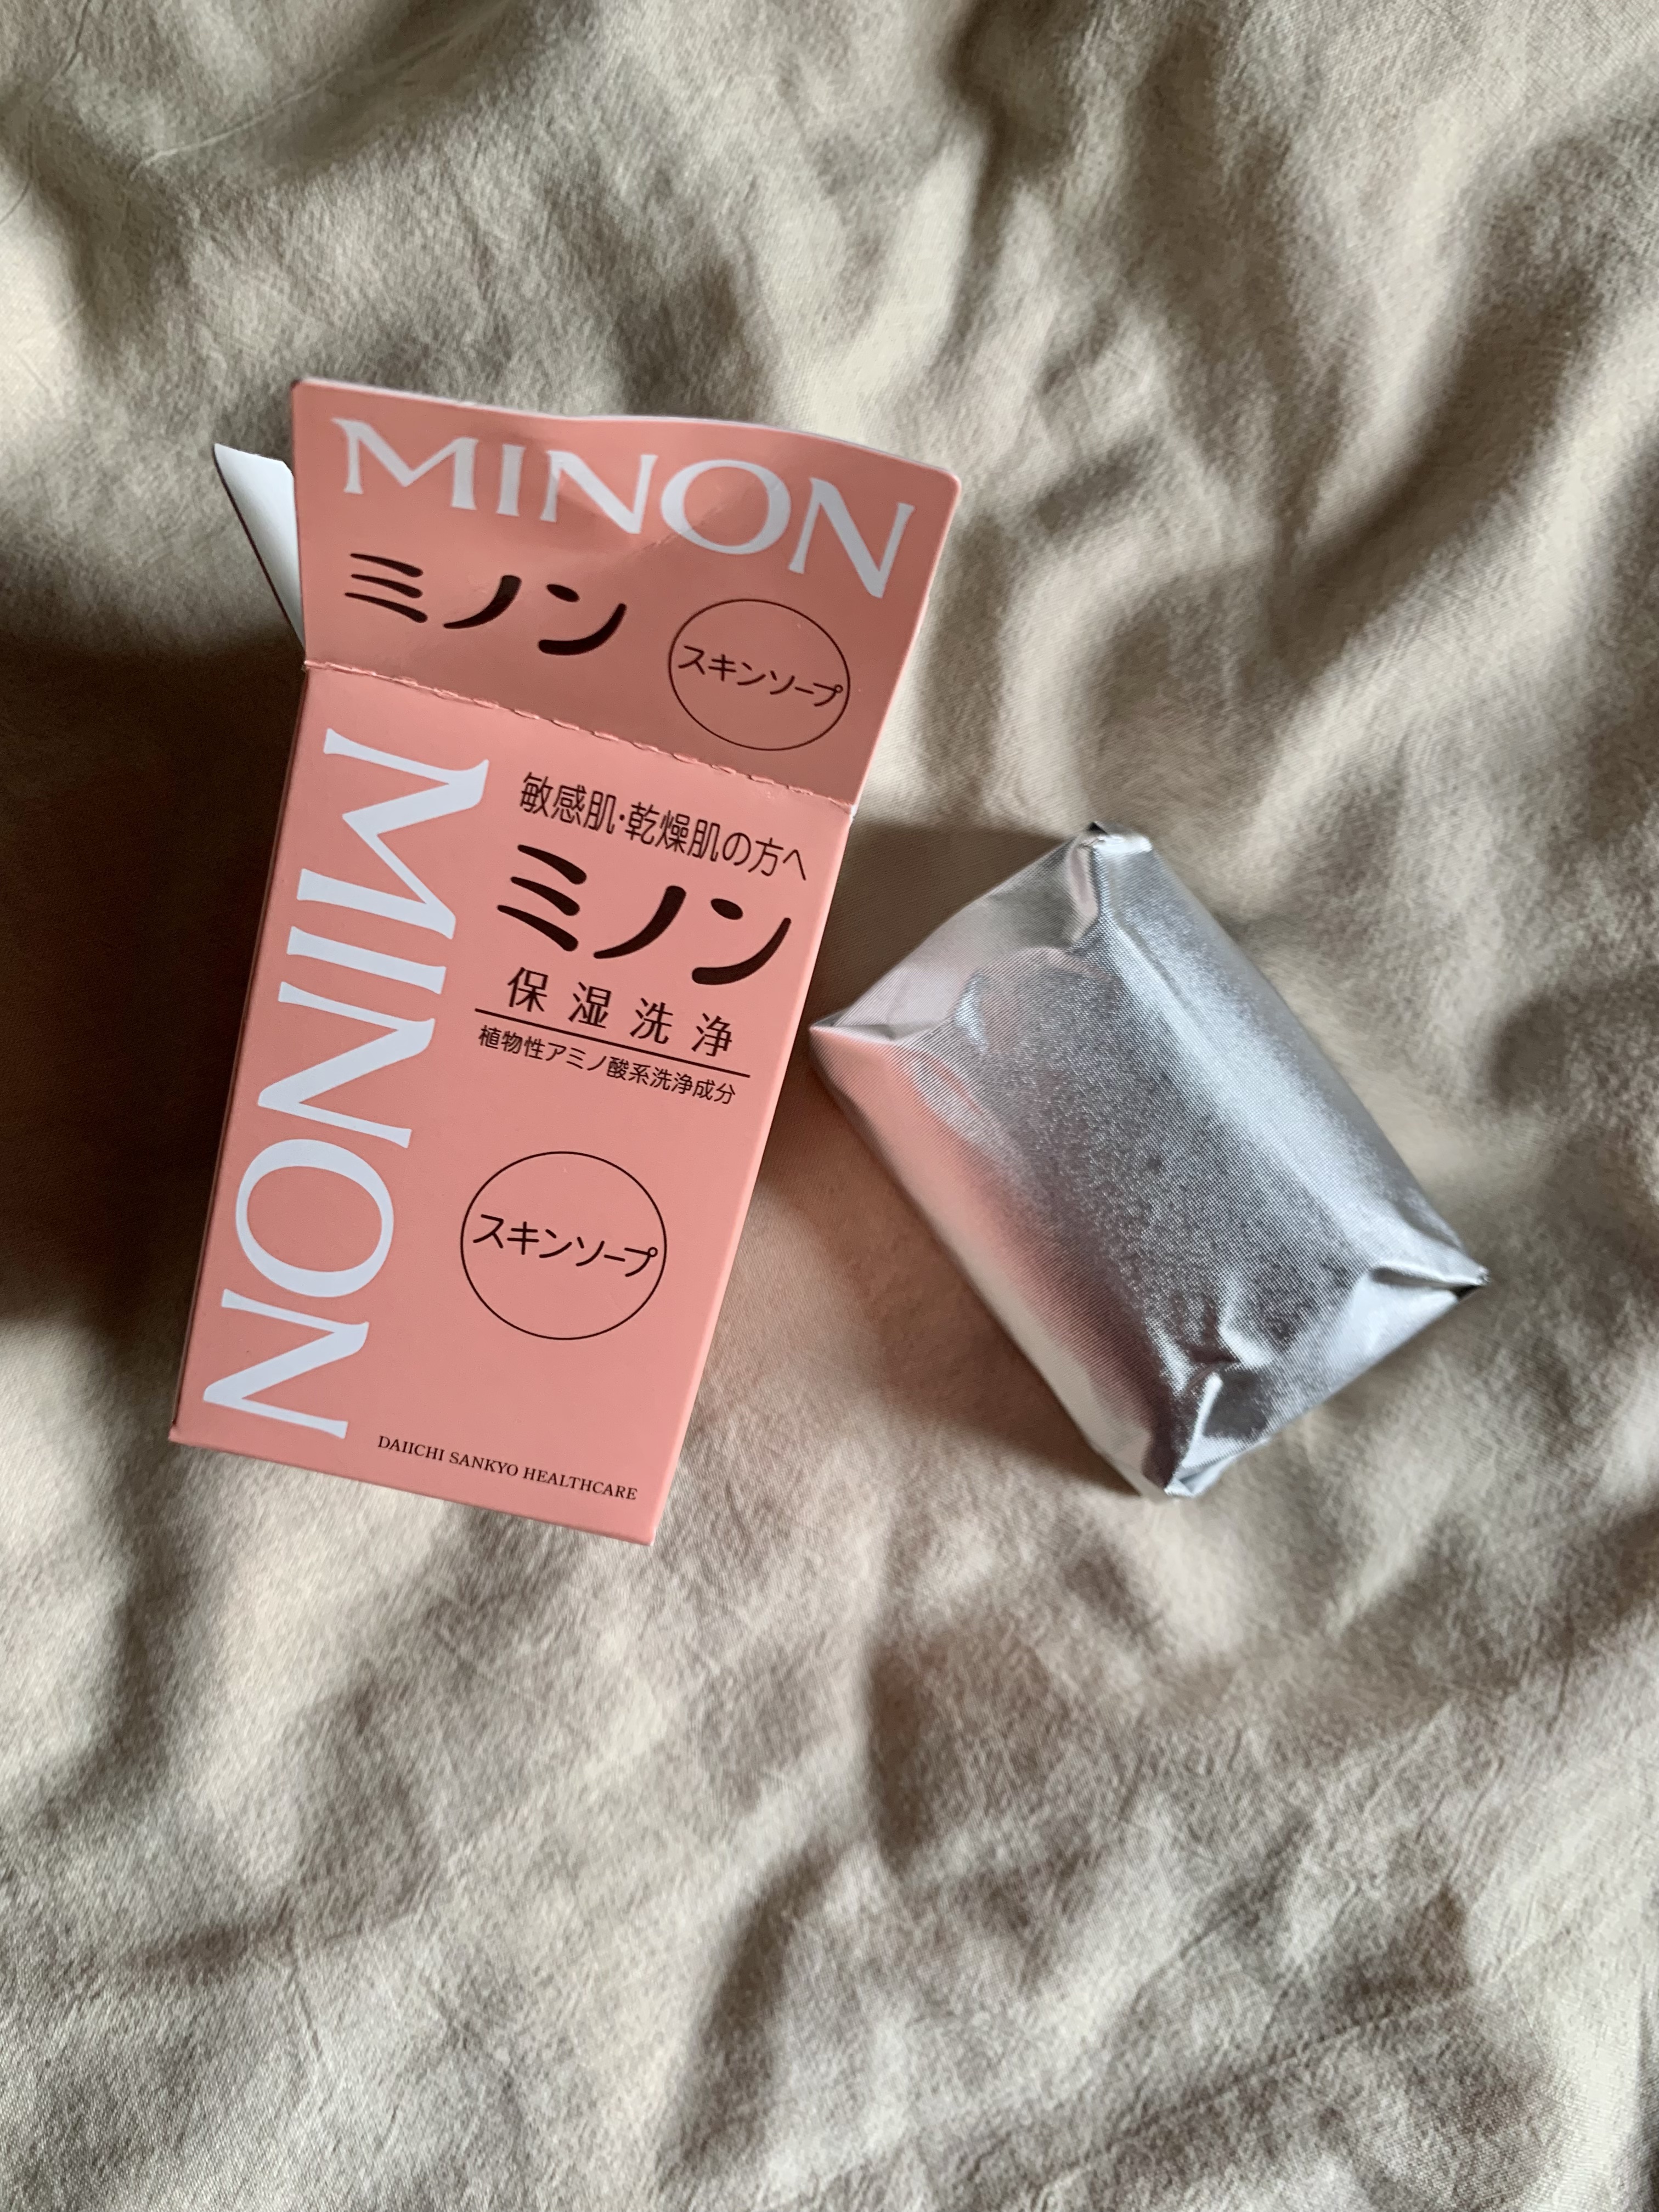 MINON
ミノン
スキンソープ
MINON
敏感肌・乾燥肌の方へ
ミノン
保湿洗浄
植物性アミノ酸系洗浄成分
スキンソープ
DAIICHI SANKYO HEALTHCARE